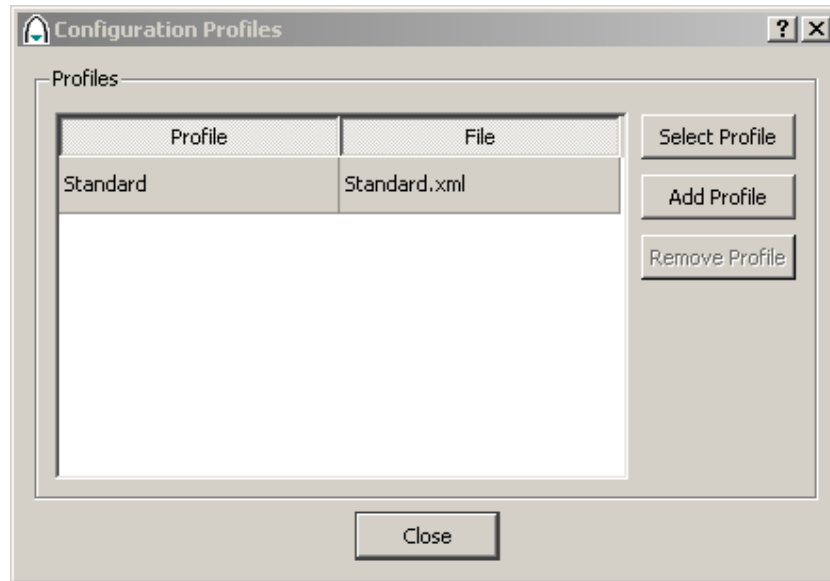 Configuration Profiles
Profiles
Profile File
Select Profile
Standard Standard.xml
Add Profile
Remove Profile
Close